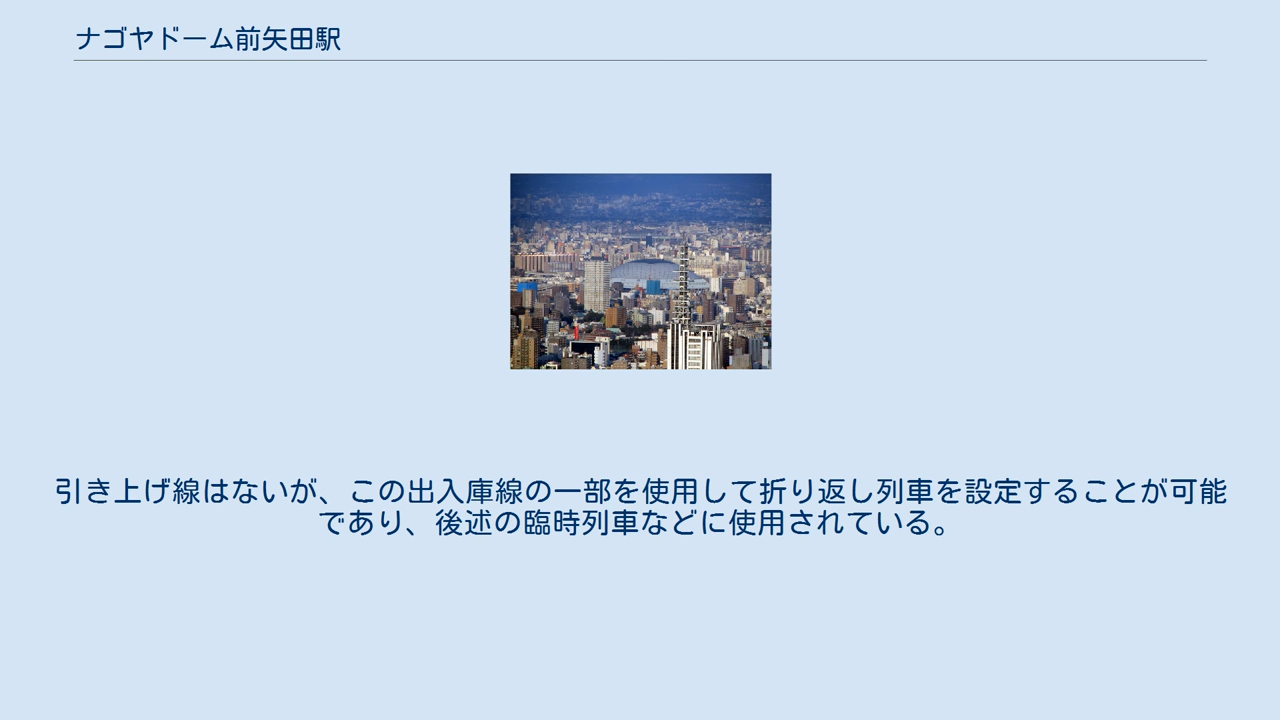 ナゴヤドーム前矢田駅
引き上げ線はないが、この出入庫線の一部を使用して折り返し列車を設定することが可能
であり、後述の臨時列車などに使用されている。